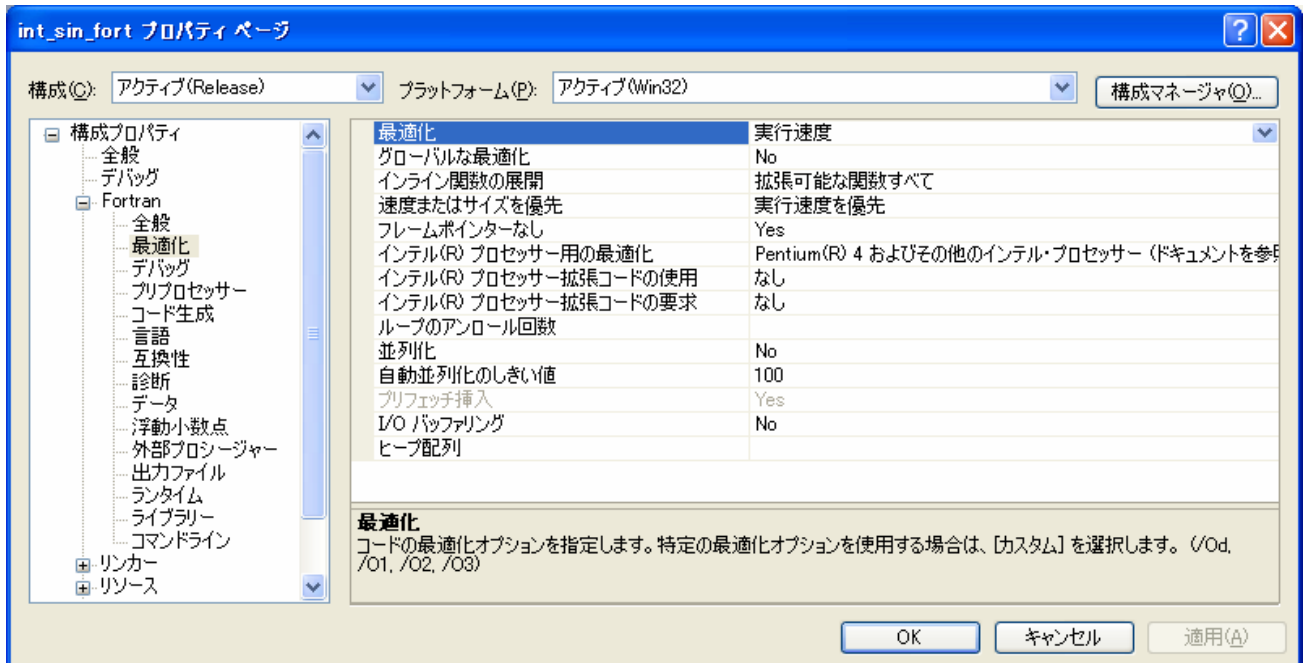 int_sin_fort プロパティ ページ
構成(C): アクティブ(Release) プラットフォーム(P): アクティブ(Win32) 構成マネージャ(O)...
構成プロパティ
全般
デバッグ
Fortran
全般
最適化
デバッグ
プリプロセッサー
コード生成
言語
互換性
診断
データ
浮動小数点
外部プロシージャー
出力ファイル
ランタイム
ライブラリー
コマンドライン
リンカー
リソース
最適化 実行速度
グローバルな最適化 No
インライン関数の展開 拡張可能な関数すべて
速度またはサイズを優先 実行速度を優先
フレームポインターなし Yes
インテル(R) プロセッサー用の最適化 Pentium(R) 4 およびその他のインテル・プロセッサー (ドキュメントを参照
インテル(R) プロセッサー拡張コードの使用 なし
インテル(R) プロセッサー拡張コードの要求 なし
ループのアンロール回数
並列化 No
自動並列化のしきい値 100
プリフェッチ挿入 Yes
I/O バッファリング No
ヒープ配列
最適化
コードの最適化オプションを指定します。特定の最適化オプションを使用する場合は、[カスタム] を選択します。 (/Od,
/O1, /O2, /O3)
OK キャンセル 適用(A)